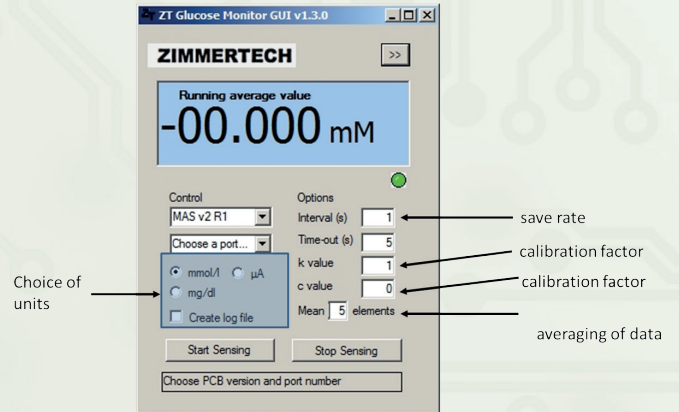 ZT Glucose Monitor GUI v1.3.0
ZIMMERTECH
>>
Running average value
-00.000 mM
Control
Options
MAS v2 R1
Interval (s) 1
save rate
Choose a port...
Time-out (s) 5
k value 1
calibration factor
mmol/l µA
c value 0
calibration factor
mg/dl
Choice of
units
Create log file
Mean 5 elements
averaging of data
Start Sensing
Stop Sensing
Choose PCB version and port number